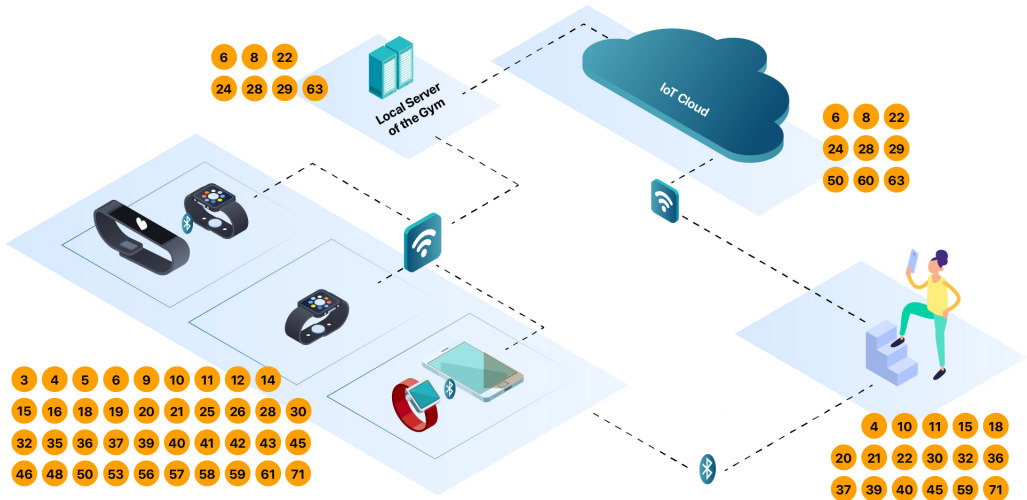 6 8 22
24 28 29 63
Local Server
of the Gym
IoT Cloud
6 8 22
24 28 29
50 60 63
3 4 5 6 9 10 11 12 14
15 16 18 19 20 21 25 26 28 30
32 35 36 37 39 40 41 42 43 45
46 48 50 53 56 57 58 59 61 71
4 10 11 15 18
20 21 22 30 32 36
37 39 40 45 59 71